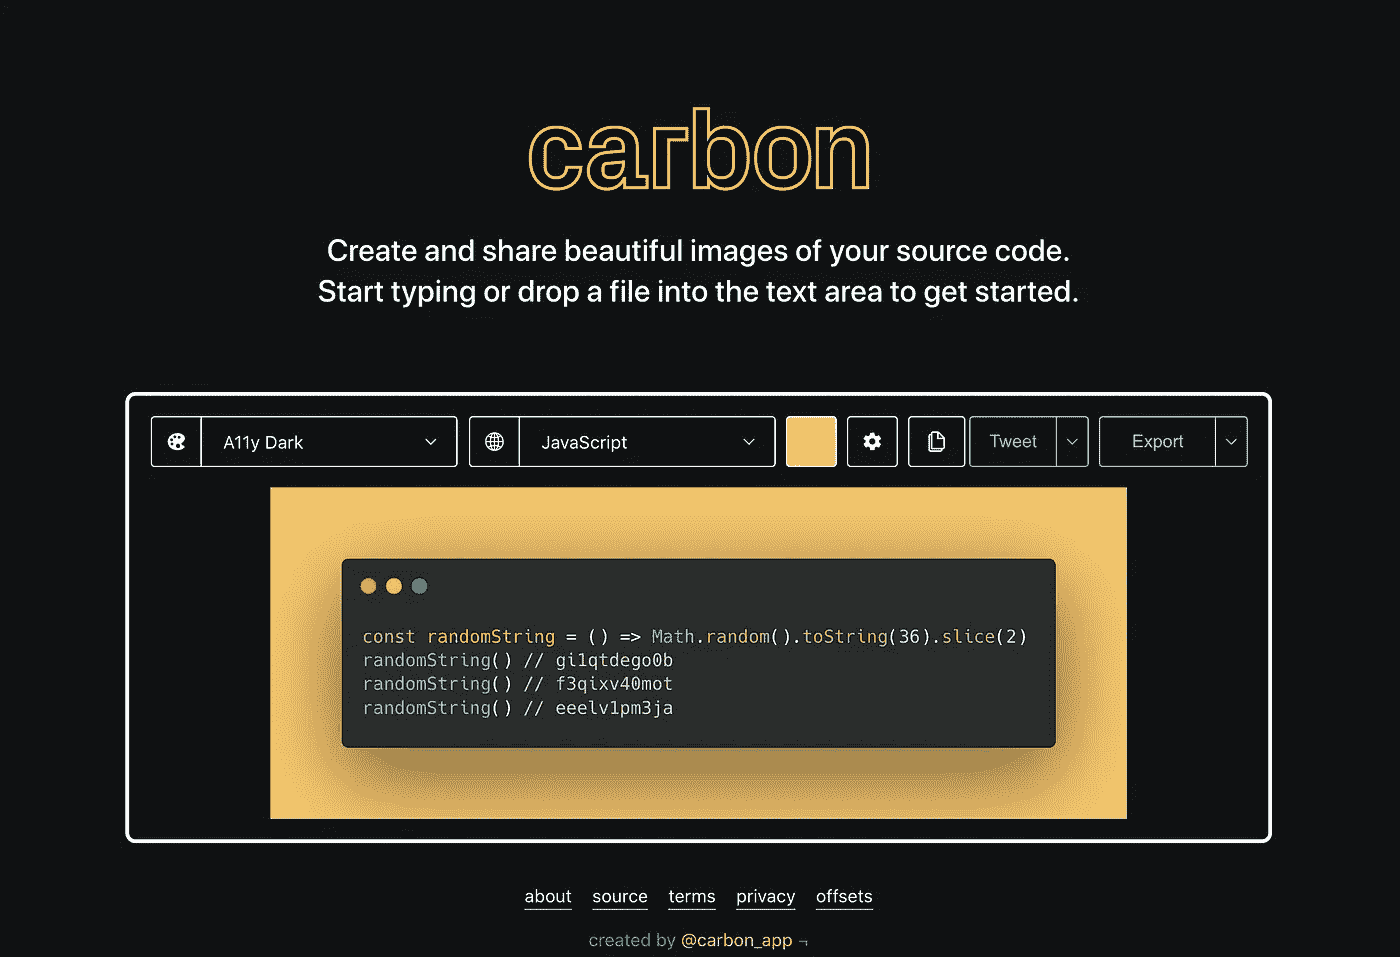 carbon
Create and share beautiful images of your source code.
Start typing or drop a file into the text area to get started.
A11y Dark JavaScript Tweet Export
const randomString = () => Math.random().toString(36).slice(2)
randomString() // gi1qtdego0b
randomString() // f3qixv40mot
randomString() // eeelv1pm3ja
about source terms privacy offsets
created by @carbon_app ¬